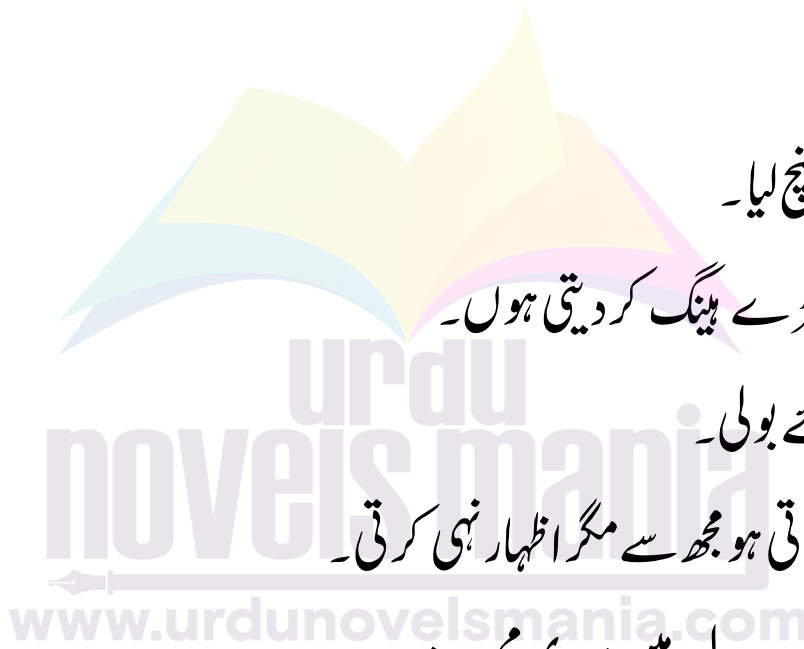 لیا۔
ہینگ کر دیتی ہوں۔
بولی۔
ہو مجھ سے مگر اظہار نہی کرتی۔
urdu
novels mania
www.urdunovelsmania.com